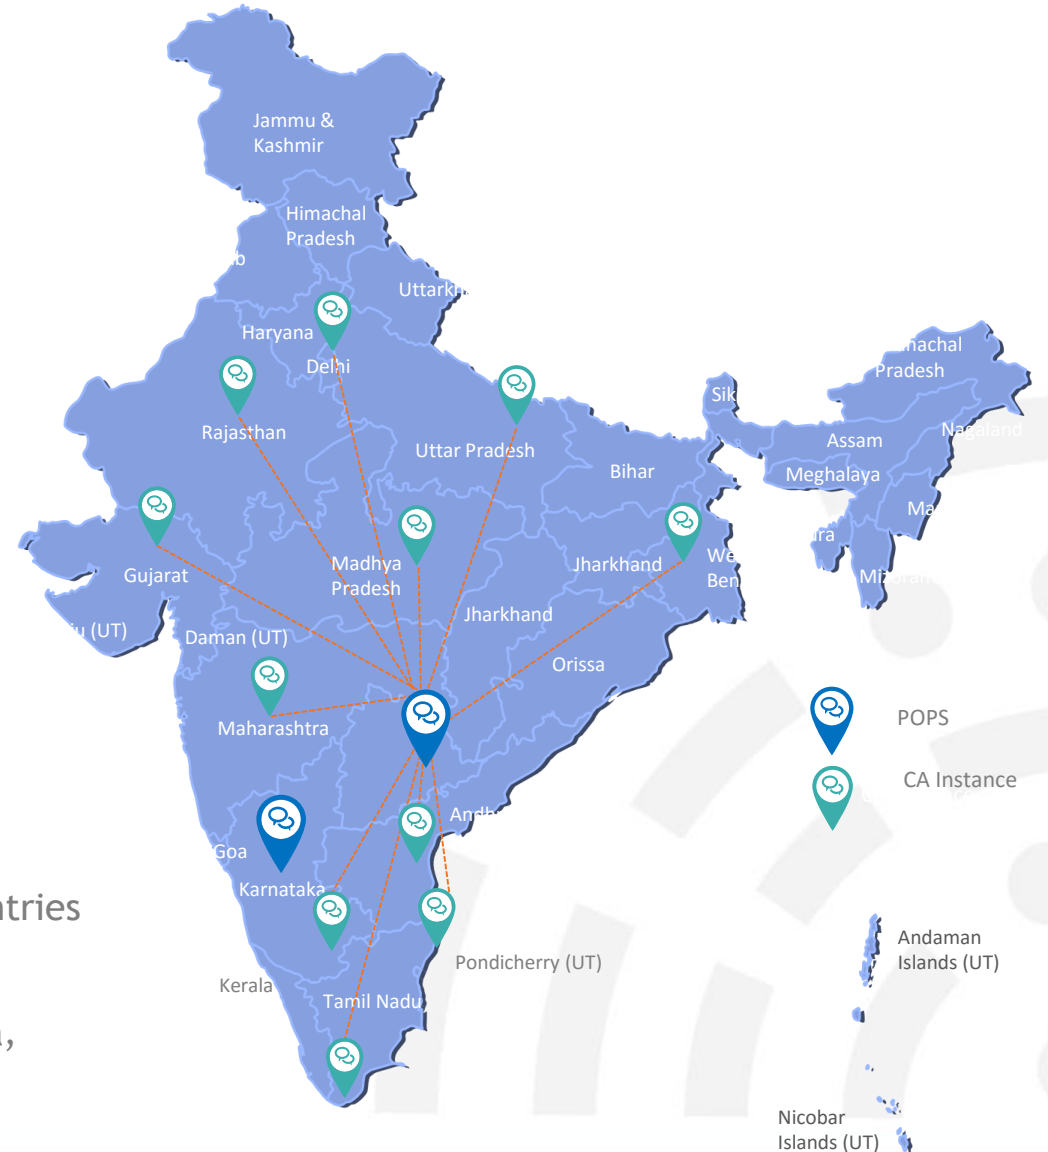 Jammu &
Kashmir
Himachal
Pradesh
Haryana
Delhi
Rajasthan
Uttar Pradesh
Bihar
Pradesh
Assam
Nagaland
Meghalaya
Gujarat
Madhya
Pradesh
Jharkhand
Jharkhand
(UT)
Daman (UT)
Orissa
Maharashtra
POPS
CA Instance
Goa
Karnataka
Kerala
Pondicherry (UT)
Tamil Nadu
Andaman
Islands (UT)
Nicobar
Islands (UT)